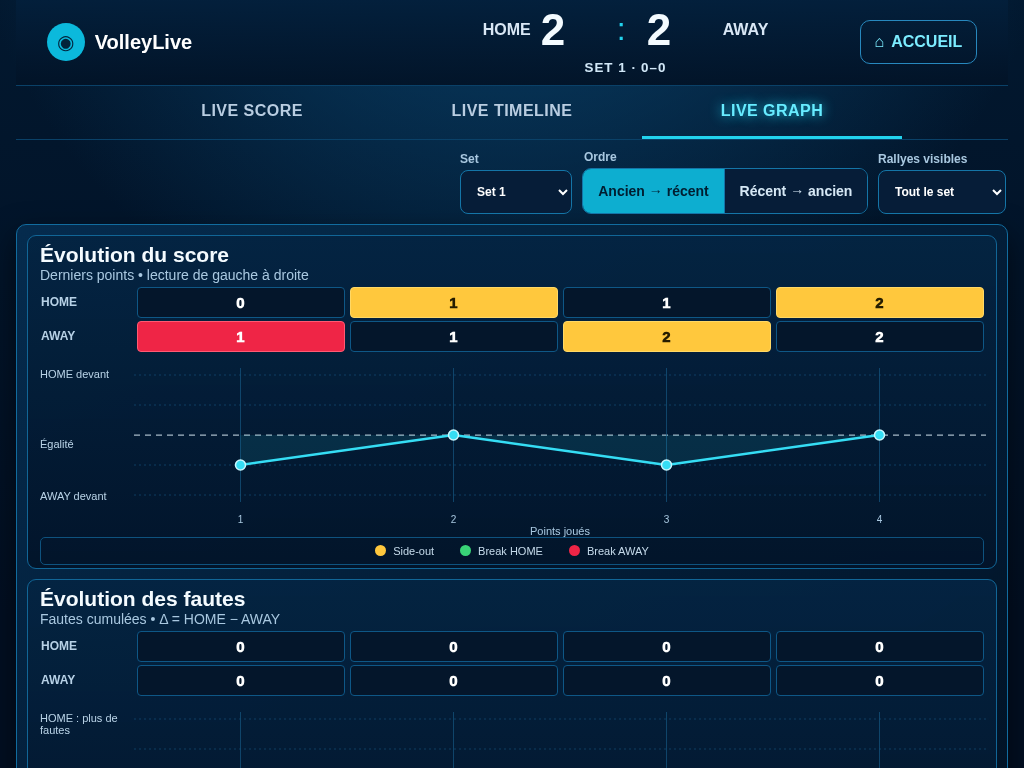 VolleyLive
HOME 2 : 2 AWAY
SET 1 · 0–0
⌂ ACCUEIL
LIVE SCORE LIVE TIMELINE LIVE GRAPH
Set Ordre Rallyes visibles
Set 1 Ancien → récent Récent → ancien Tout le set
Évolution du score
Derniers points • lecture de gauche à droite
HOME 0 1 1 2
AWAY 1 1 2 2
HOME devant
Égalité
AWAY devant
1 2 3 4
Points joués
Side-out Break HOME Break AWAY
Évolution des fautes
Fautes cumulées • Δ = HOME − AWAY
HOME 0 0 0 0
AWAY 0 0 0 0
HOME : plus de
fautes